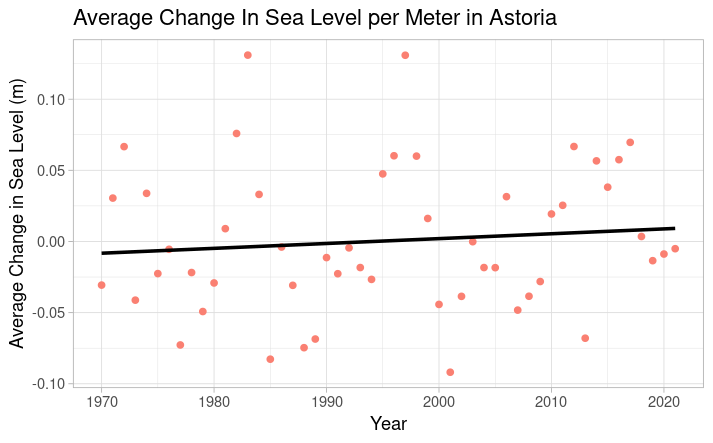 Average Change In Sea Level per Meter in Astoria
Average Change in Sea Level (m)
0.10
0.05
0.00
-0.05
-0.10
1970 1980 1990 2000 2010 2020
Year